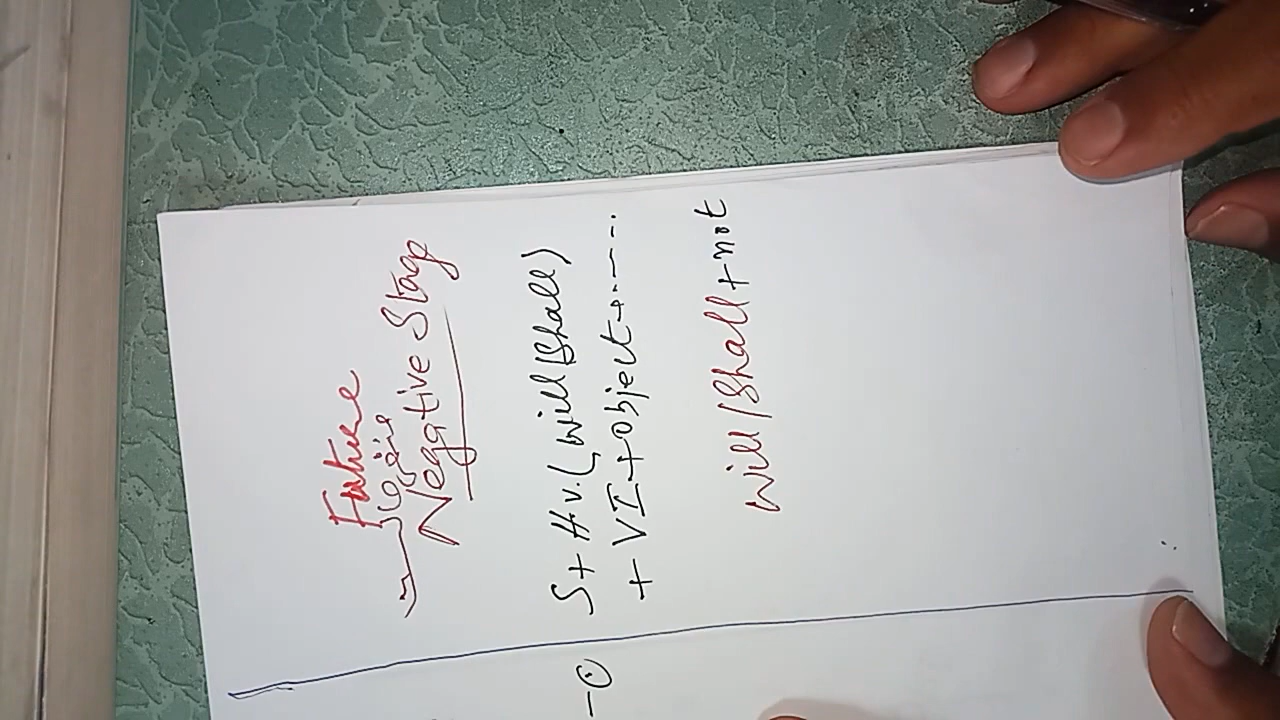 Future
Negative Stage
S + H.v. (will/shall)
+ VI + object + - - - - .
will/shall + not